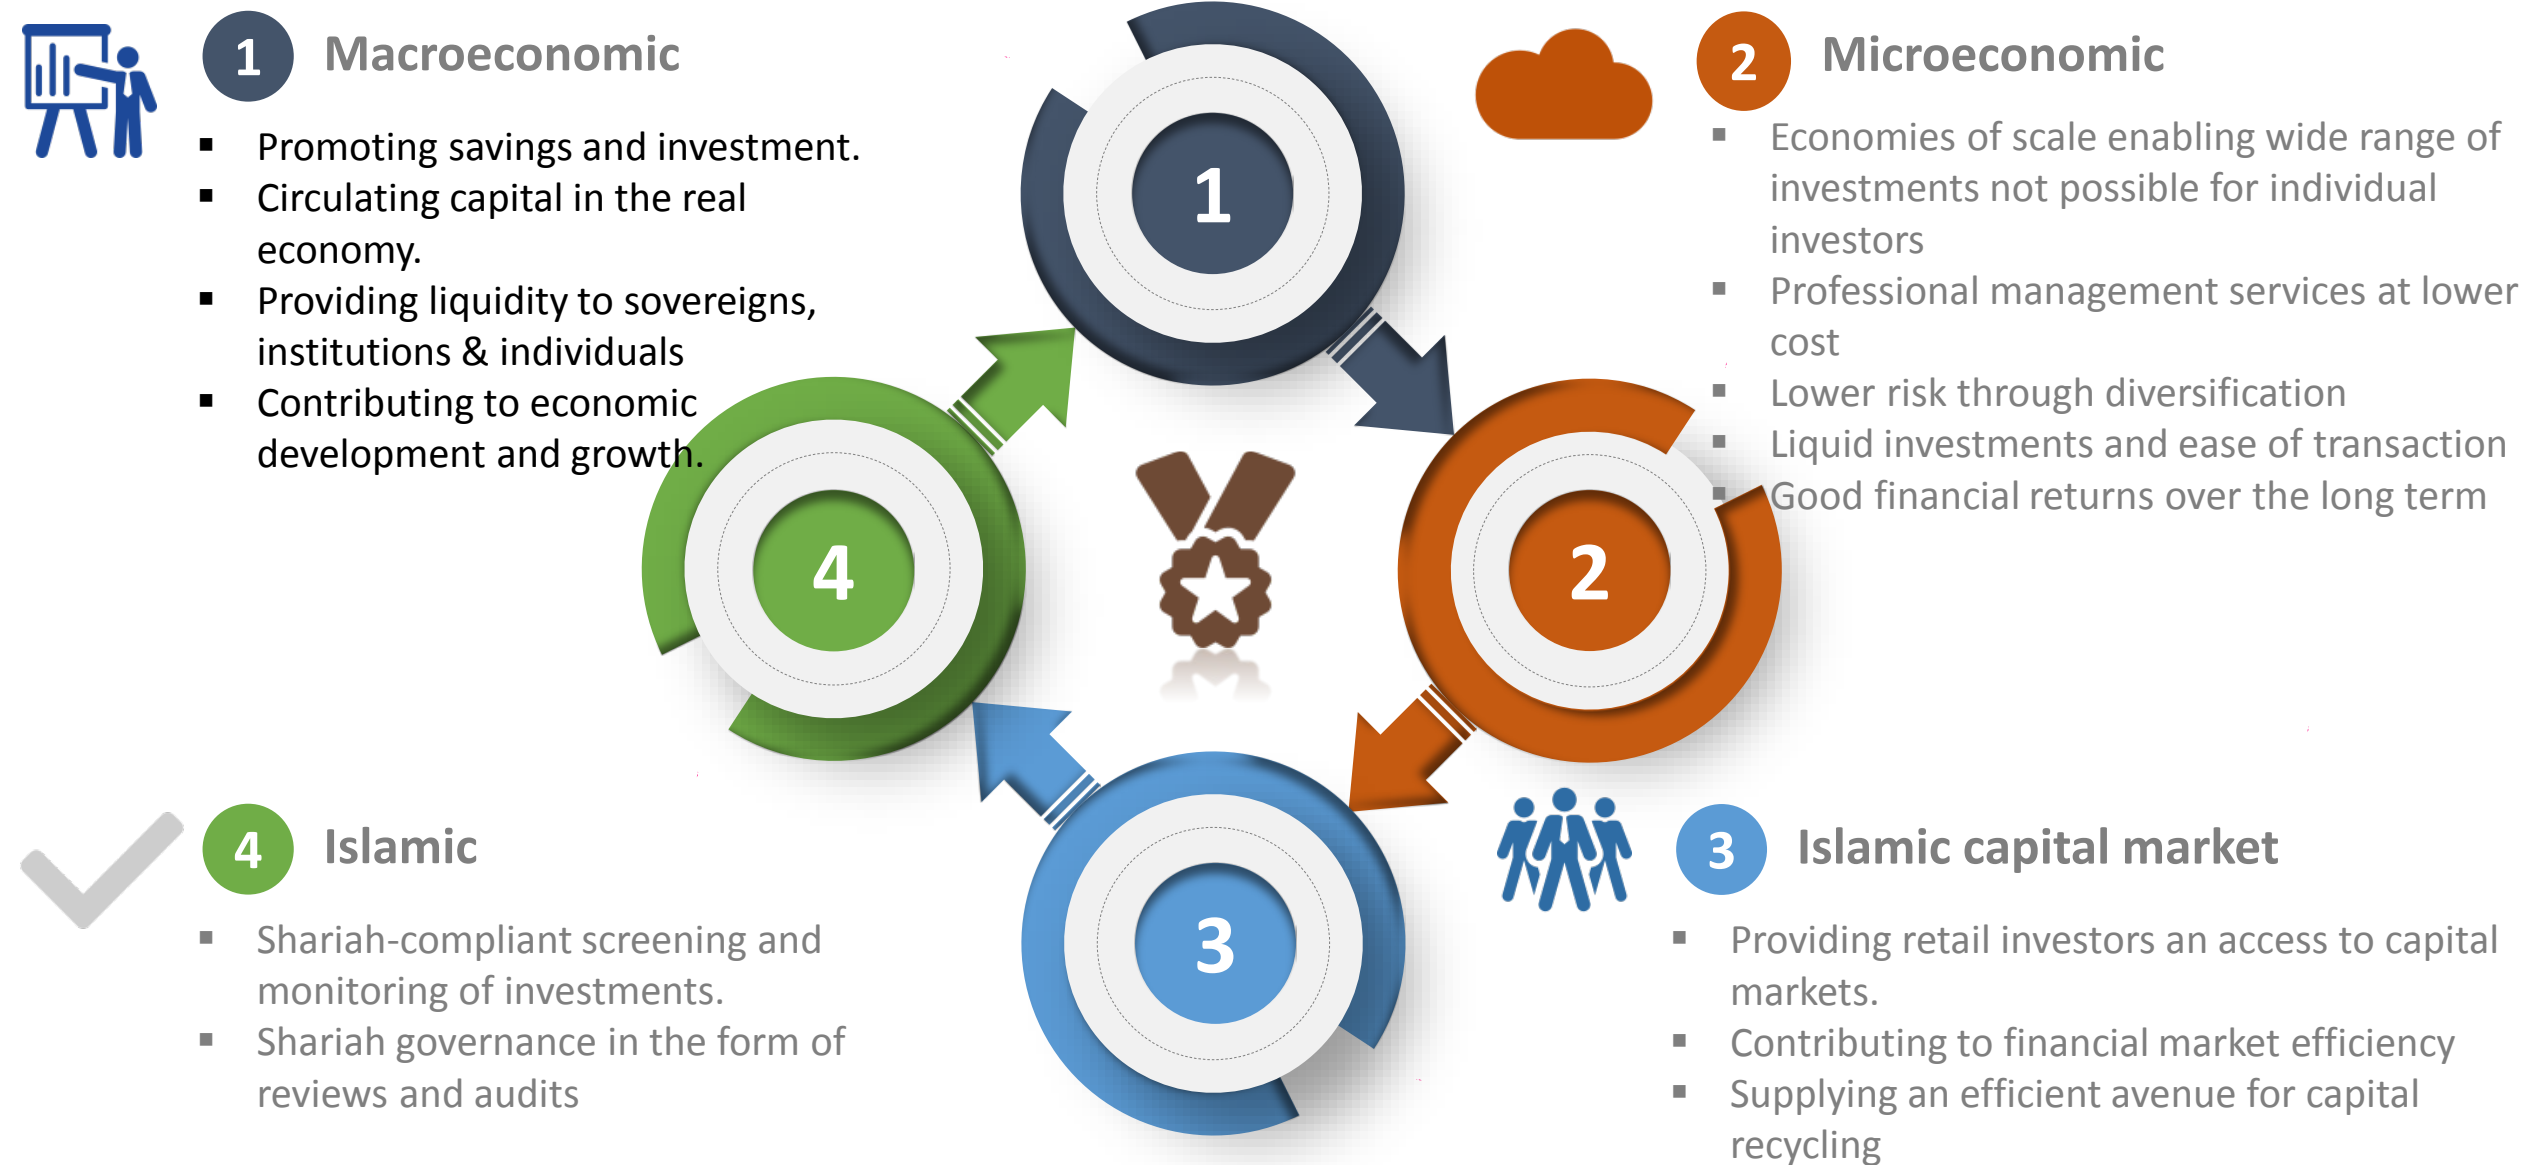 1 Macroeconomic
▪ Promoting savings and investment.
▪ Circulating capital in the real
economy.
▪ Providing liquidity to sovereigns,
institutions & individuals
▪ Contributing to economic
development and growth.
2 Microeconomic
▪ Economies of scale enabling wide range of
investments not possible for individual
investors
▪ Professional management services at lower
cost
▪ Lower risk through diversification
▪ Liquid investments and ease of transaction
▪ Good financial returns over the long term
1
2
3
4
4 Islamic
▪ Shariah-compliant screening and
monitoring of investments.
▪ Shariah governance in the form of
reviews and audits
3 Islamic capital market
▪ Providing retail investors an access to capital
markets.
▪ Contributing to financial market efficiency
▪ Supplying an efficient avenue for capital
recycling